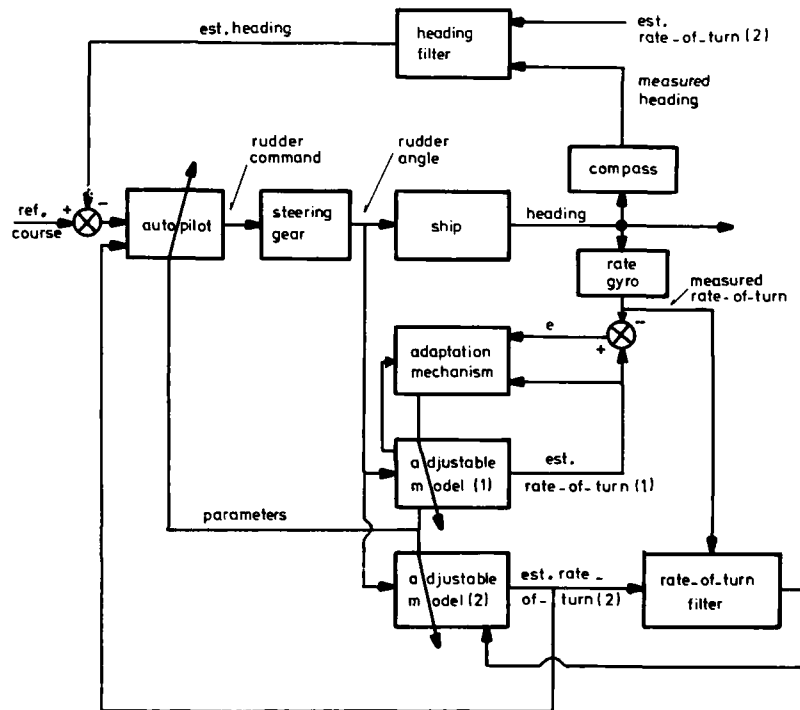 est. heading
heading
filter
est.
rate-of-turn (2)
measured
heading
rudder
command
rudder
angle
compass
ref.
course
+
-
autopilot
steering
gear
ship
heading
rate
gyro
measured
rate-of-turn
-
+
e
adaptation
mechanism
adjustable
model (1)
est.
rate-of-turn (1)
parameters
adjustable
model (2)
est. rate-
of-turn (2)
rate-of-turn
filter